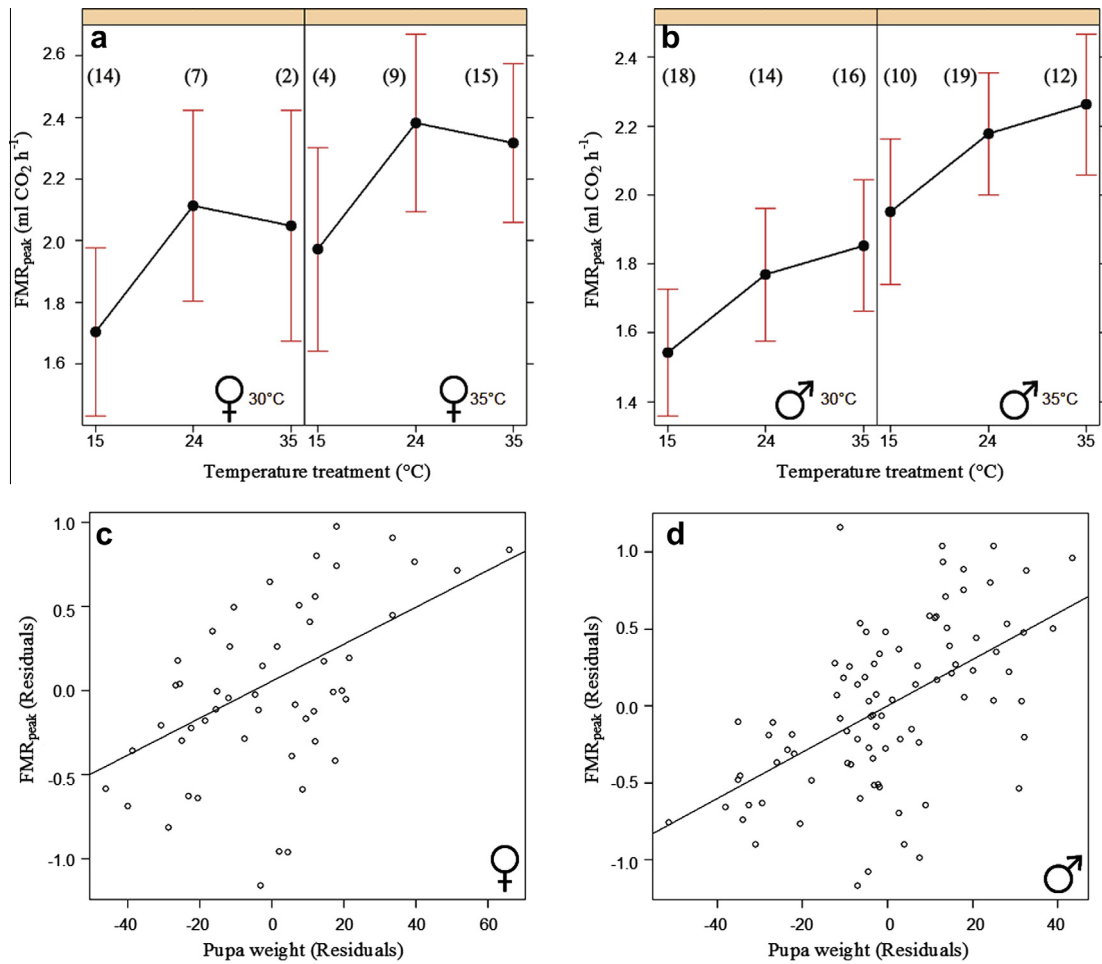 a
(14) (7) (2) (4) (9) (15)
2.6
2.4
2.2
2.0
1.8
1.6
FMRpeak (ml CO2 h-1)
♀ 30°C ♀ 35°C
15 24 35 15 24 35
Temperature treatment (°C)
b
(18) (14) (16) (10) (19) (12)
2.4
2.2
2.0
1.8
1.6
1.4
FMRpeak (ml CO2 h-1)
♂ 30°C ♂ 35°C
15 24 35 15 24 35
Temperature treatment (°C)
c
1.0
0.5
0.0
-0.5
-1.0
FMRpeak (Residuals)
♀
-40 -20 0 20 40 60
Pupa weight (Residuals)
d
1.0
0.5
0.0
-0.5
-1.0
FMRpeak (Residuals)
♂
-40 -20 0 20 40
Pupa weight (Residuals)